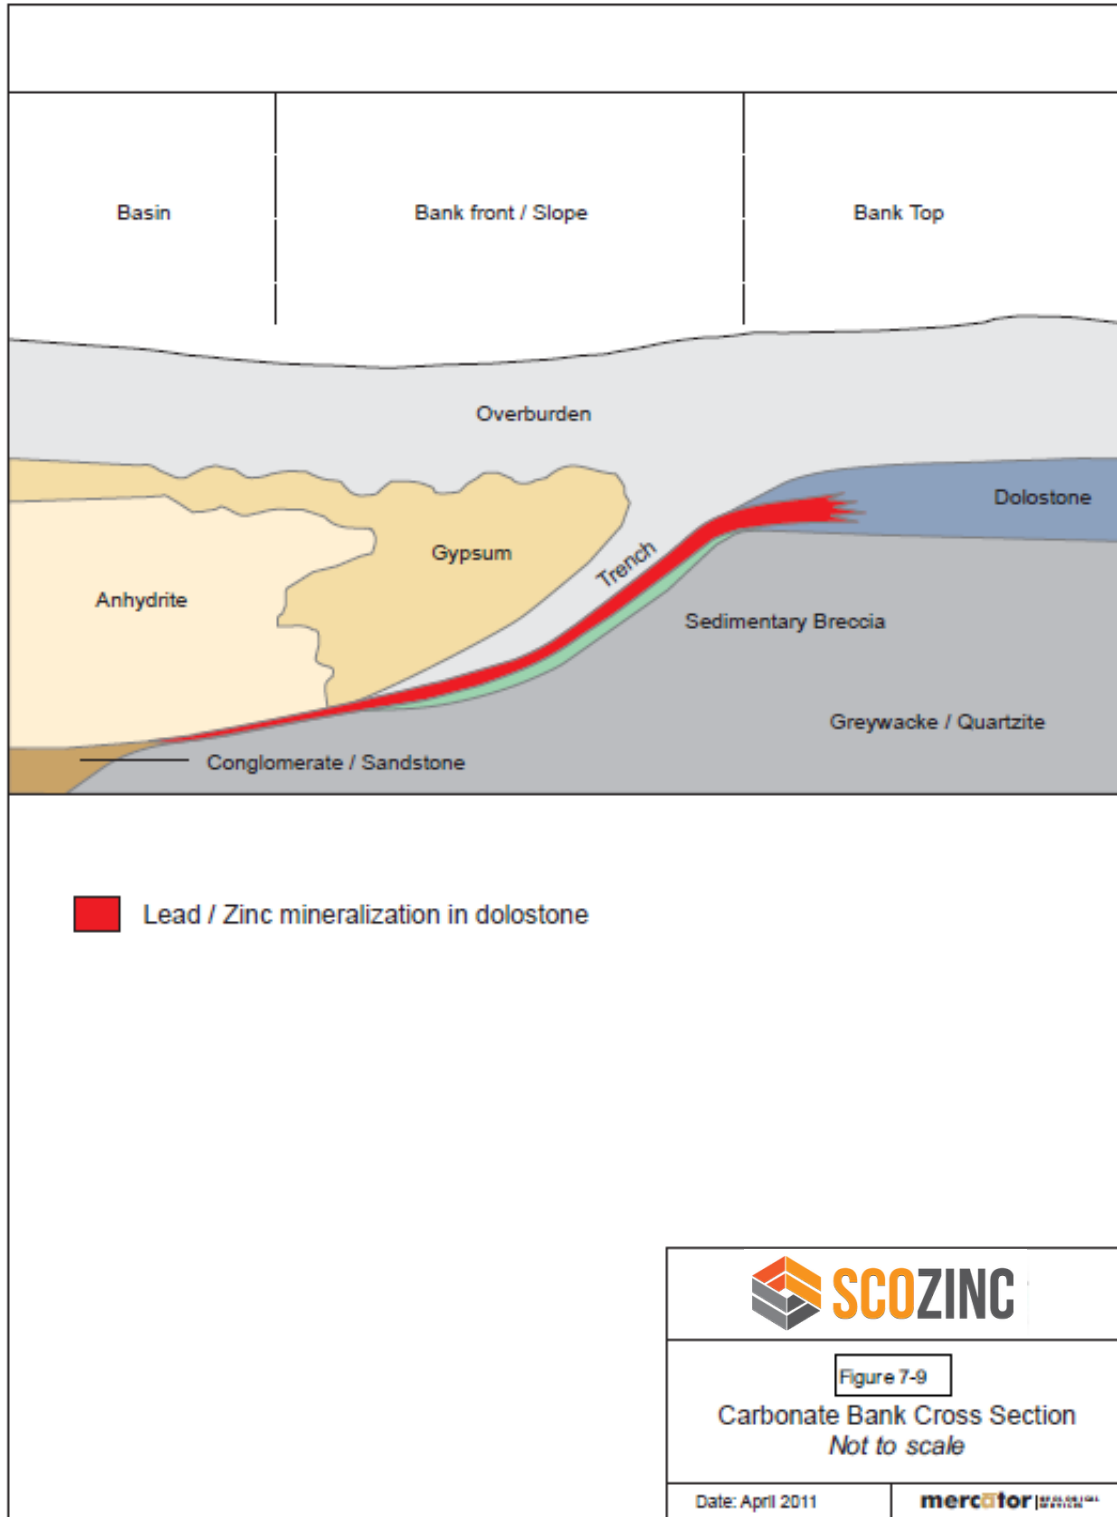 Basin
Bank front / Slope
Bank Top
Overburden
Dolostone
Gypsum
Trench
Anhydrite
Sedimentary Breccia
Greywacke / Quartzite
Conglomerate / Sandstone
Lead / Zinc mineralization in dolostone
SCOZINC
Figure 7-9
Carbonate Bank Cross Section
Not to scale
Date: April 2011
mercator